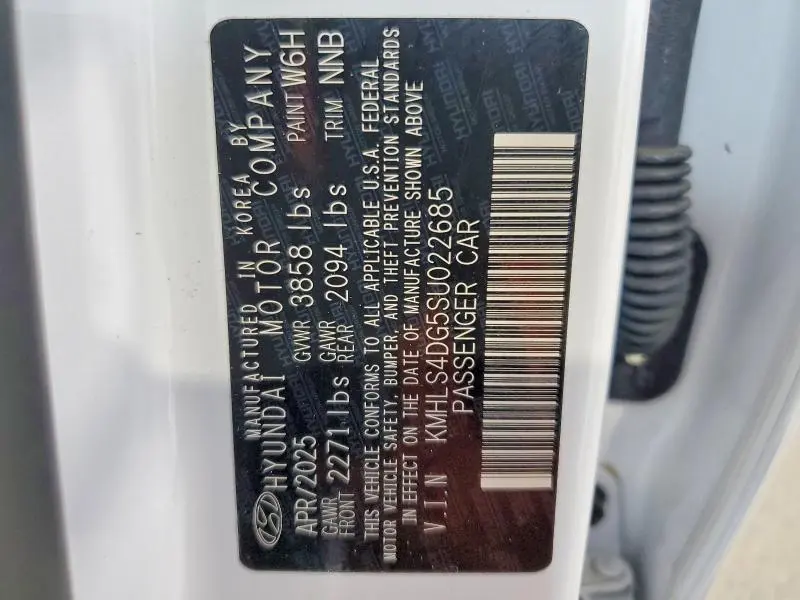 MANUFACTURED IN KOREA BY
HYUNDAI MOTOR COMPANY
APR/2025 GVWR 3858 lbs PAINT W6H
GAWR FRONT 2271 lbs GAWR REAR 2094 lbs TRIM NNB
THIS VEHICLE CONFORMS TO ALL APPLICABLE U.S.A. FEDERAL
MOTOR VEHICLE SAFETY, BUMPER, AND THEFT PREVENTION STANDARDS
IN EFFECT ON THE DATE OF MANUFACTURE SHOWN ABOVE
V.I.N KMHLS4DG5SU022685
PASSENGER CAR